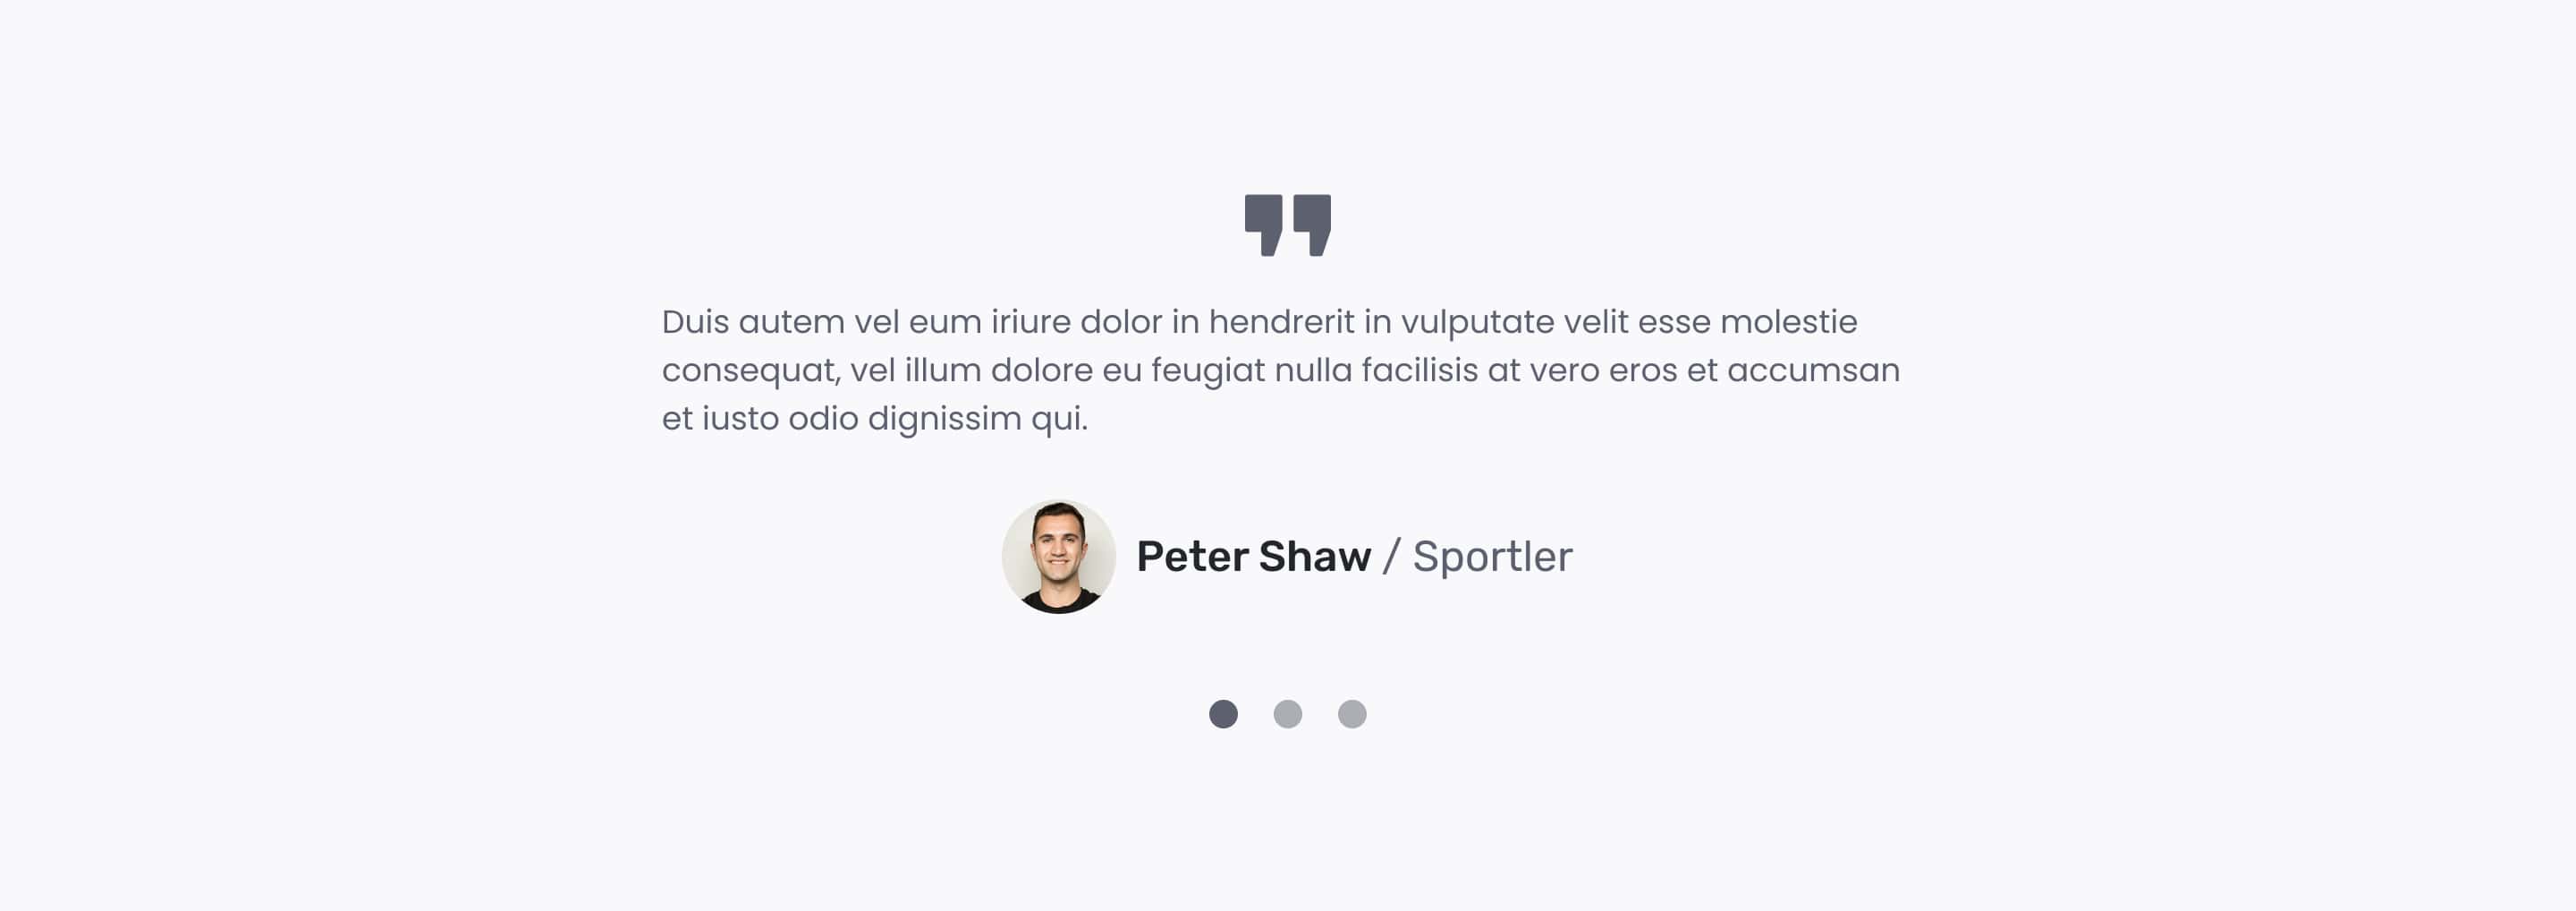 Duis autem vel eum iriure dolor in hendrerit in vulputate velit esse molestie
consequat, vel illum dolore eu feugiat nulla facilisis at vero eros et accumsan
et iusto odio dignissim qui.
Peter Shaw / Sportler